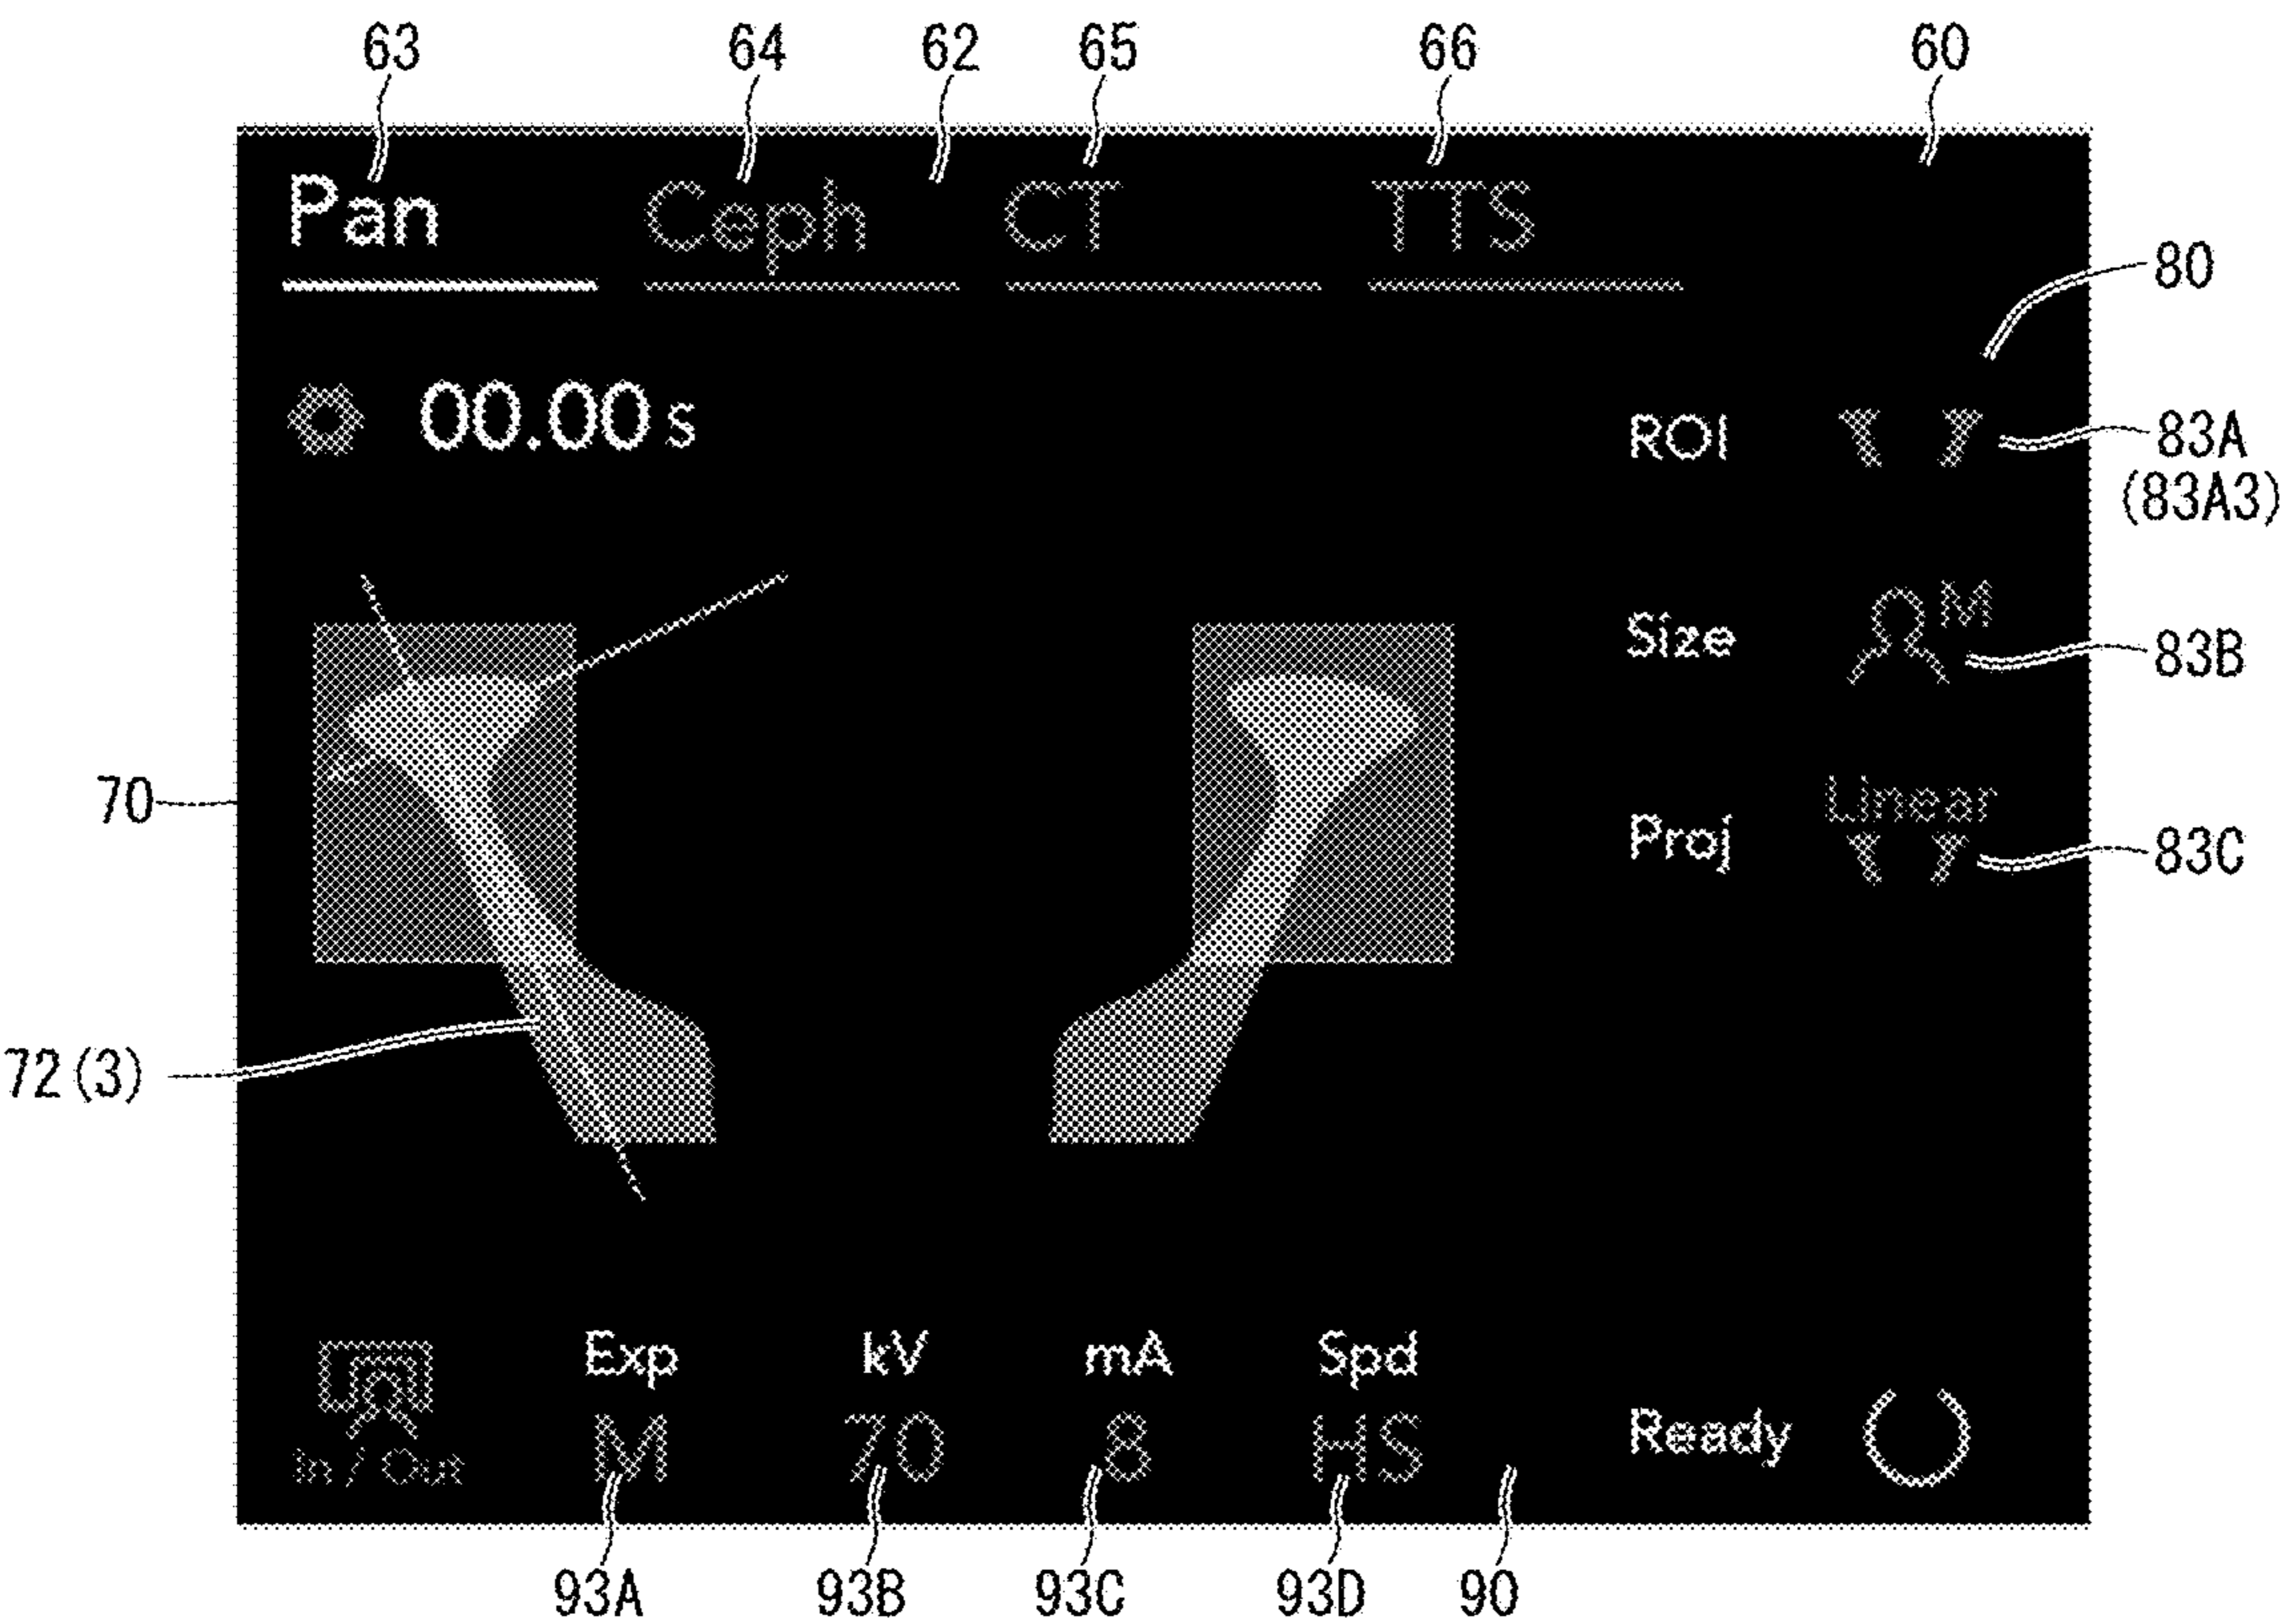 63 64 62 65 66 60
Pan Ceph CT TTS
80
00.00 s
ROI 83A
(83A3)
Size M 83B
Linear
Proj 83C
70
72(3)
Exp kV mA Spd
M 70 8 HS
Ready
In / Out
93A 93B 93C 93D 90